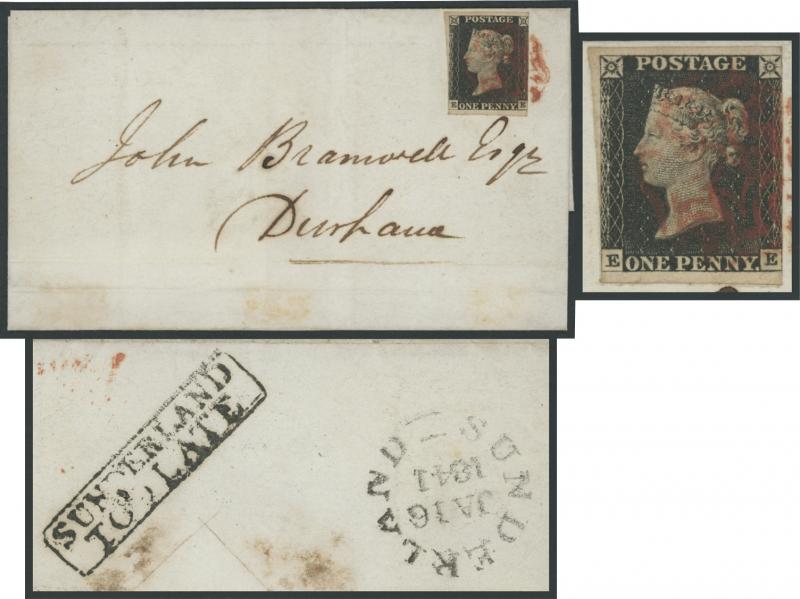 POSTAGE
E ONE PENNY. E
John Bramwell Esqr
Durham
POSTAGE
E ONE PENNY. E
SUNDERLAND
TOO LATE
SUNDERLAND
JA 16
1841